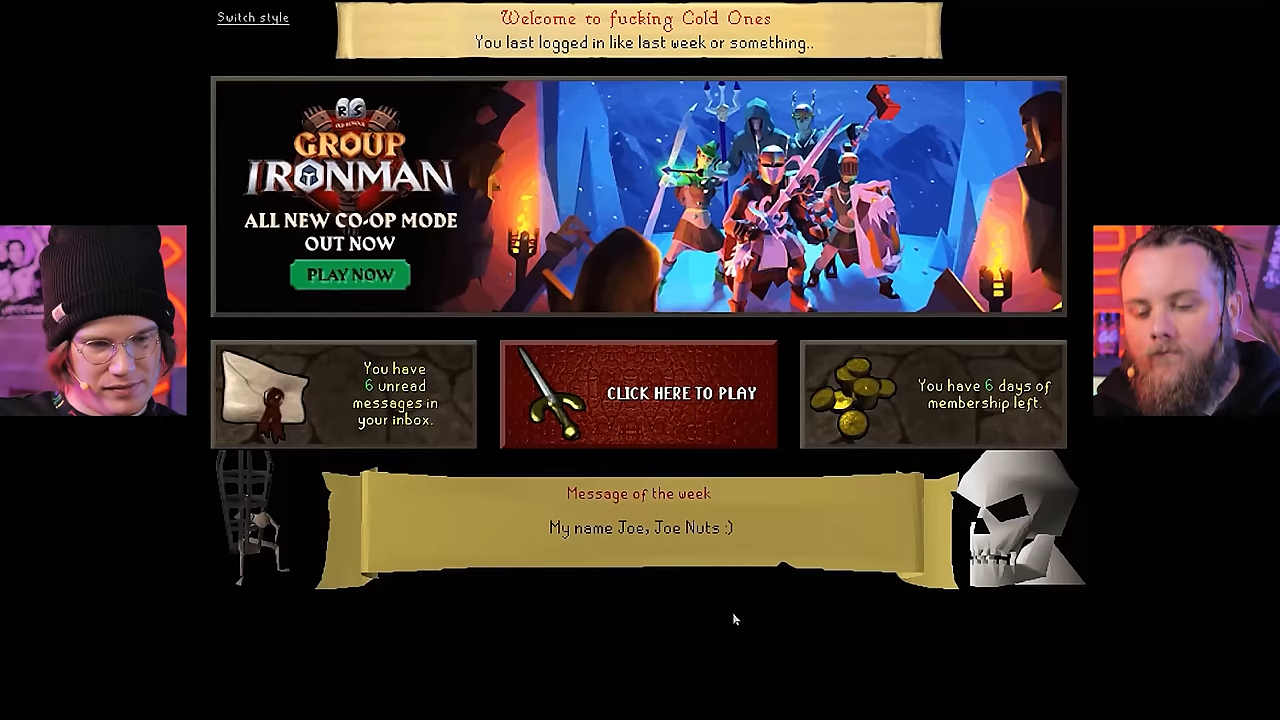 Switch style
Welcome to fucking Cold Ones
You last logged in like last week or something..
RS
OLD SCHOOL
GROUP
IRONMAN
ALL NEW CO-OP MODE
OUT NOW
PLAY NOW
You have
6 unread
messages in
your inbox.
CLICK HERE TO PLAY
You have 6 days of
membership left.
Message of the week
My name Joe, Joe Nuts :)